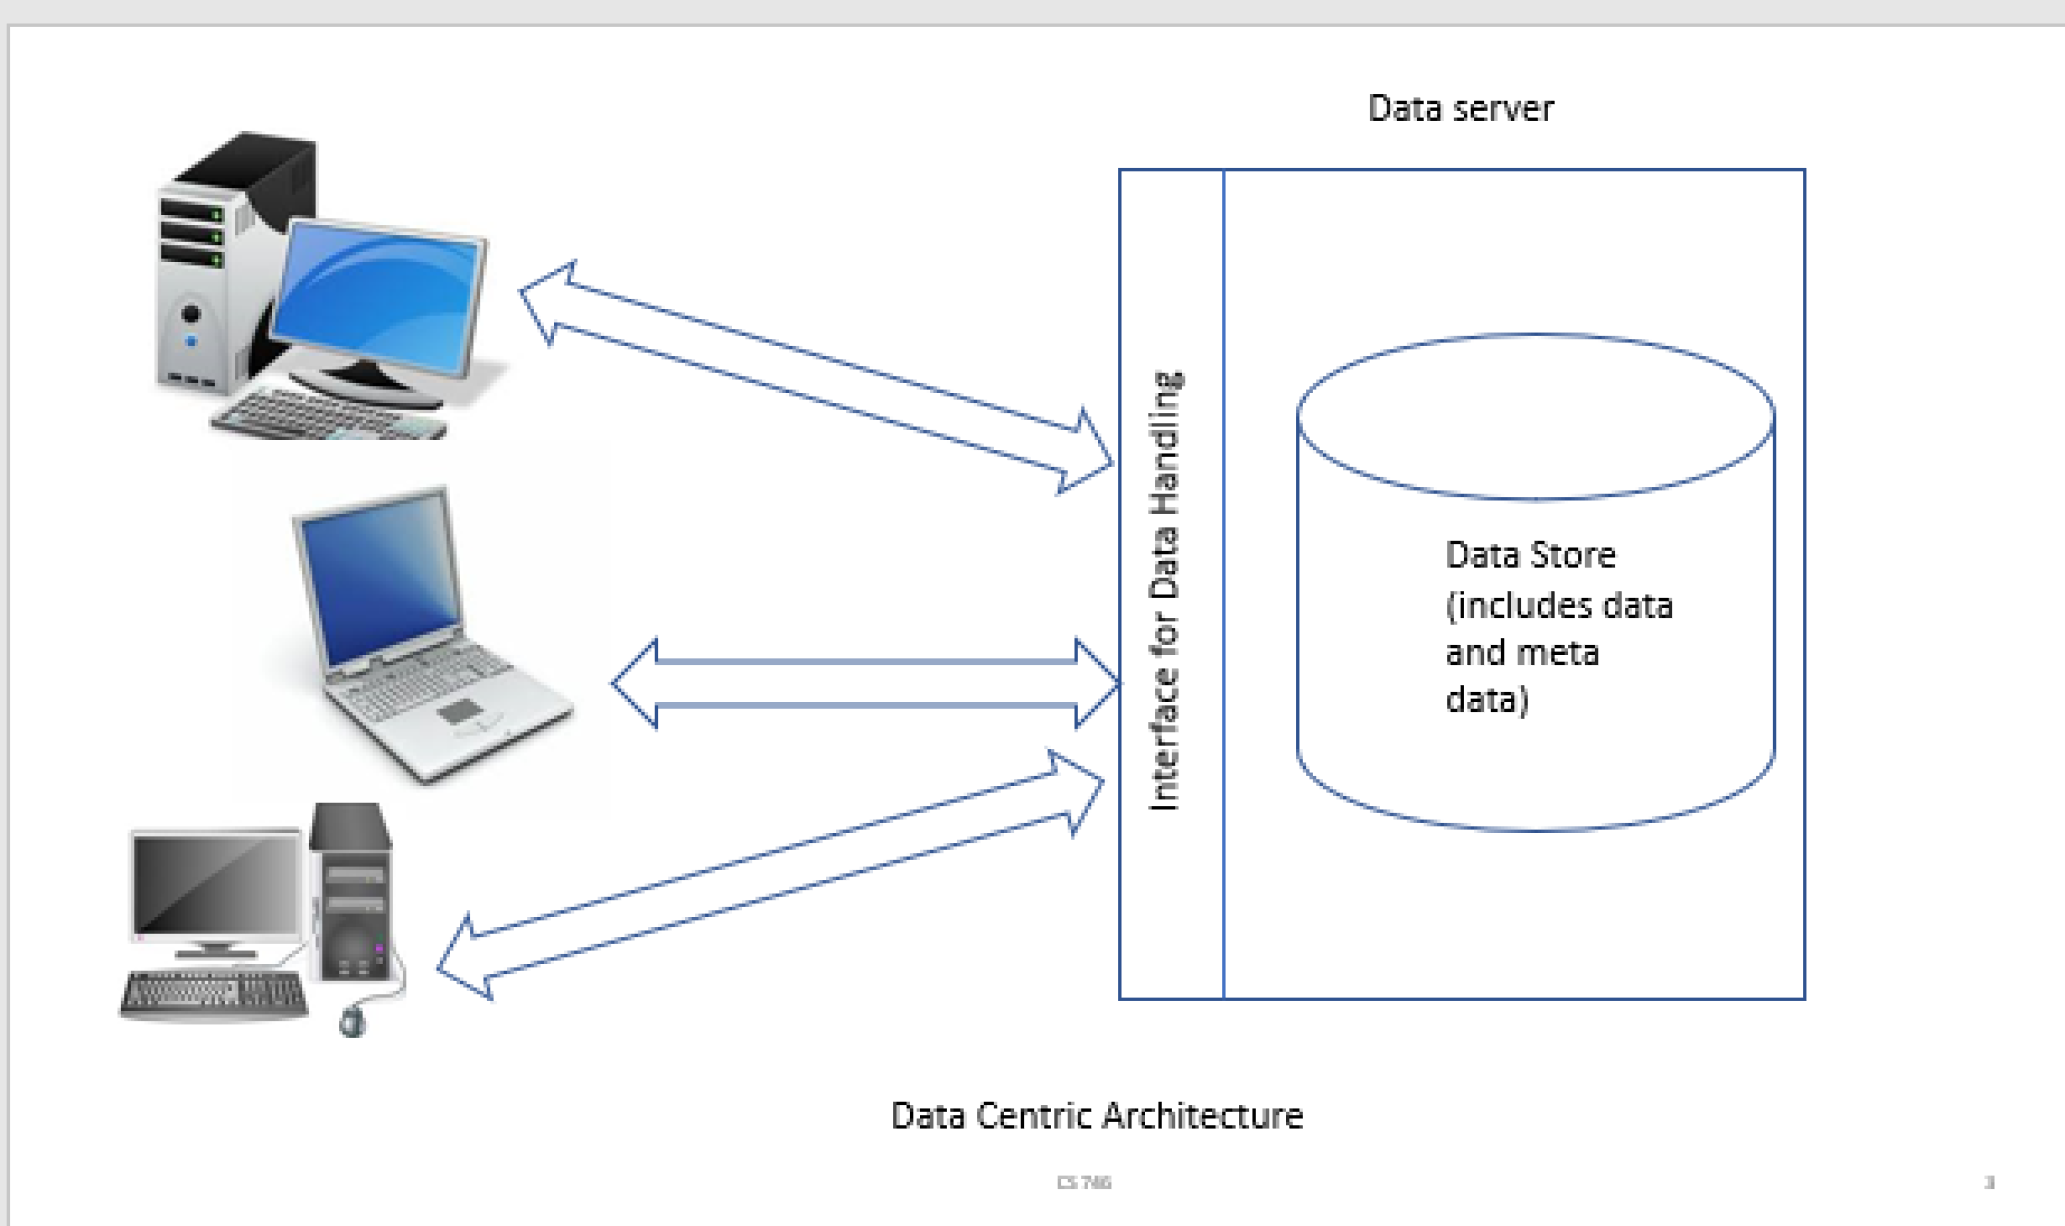 Data server
Interface for Data Handling
Data Store
(includes data
and meta
data)
Data Centric Architecture
CS 746
3